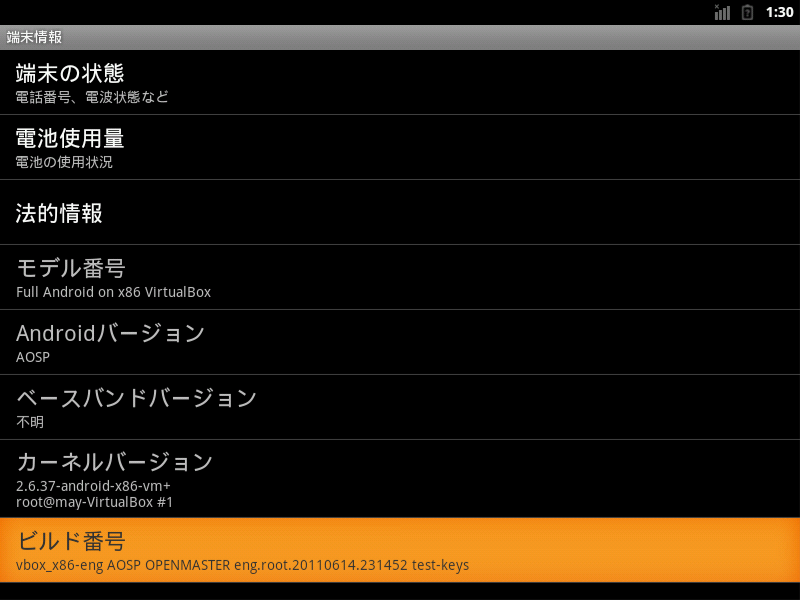 1:30
端末情報
端末の状態
電話番号、電波状態など
電池使用量
電池の使用状況
法的情報
モデル番号
Full Android on x86 VirtualBox
Androidバージョン
AOSP
ベースバンドバージョン
不明
カーネルバージョン
2.6.37-android-x86-vm+
root@may-VirtualBox #1
ビルド番号
vbox_x86-eng AOSP OPENMASTER eng.root.20110614.231452 test-keys